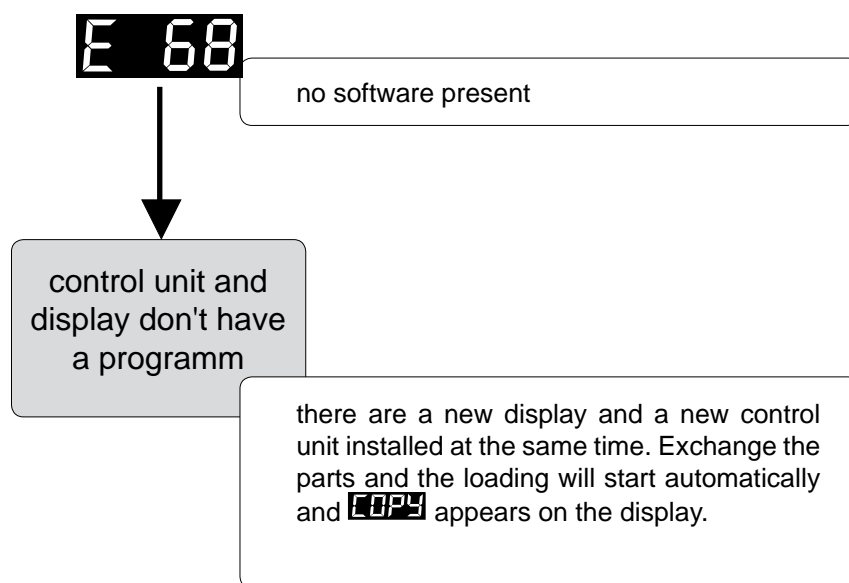 E 68
no software present
control unit and
display don't have
a programm
there are a new display and a new control
unit installed at the same time. Exchange the
parts and the loading will start automatically
and COPY appears on the display.